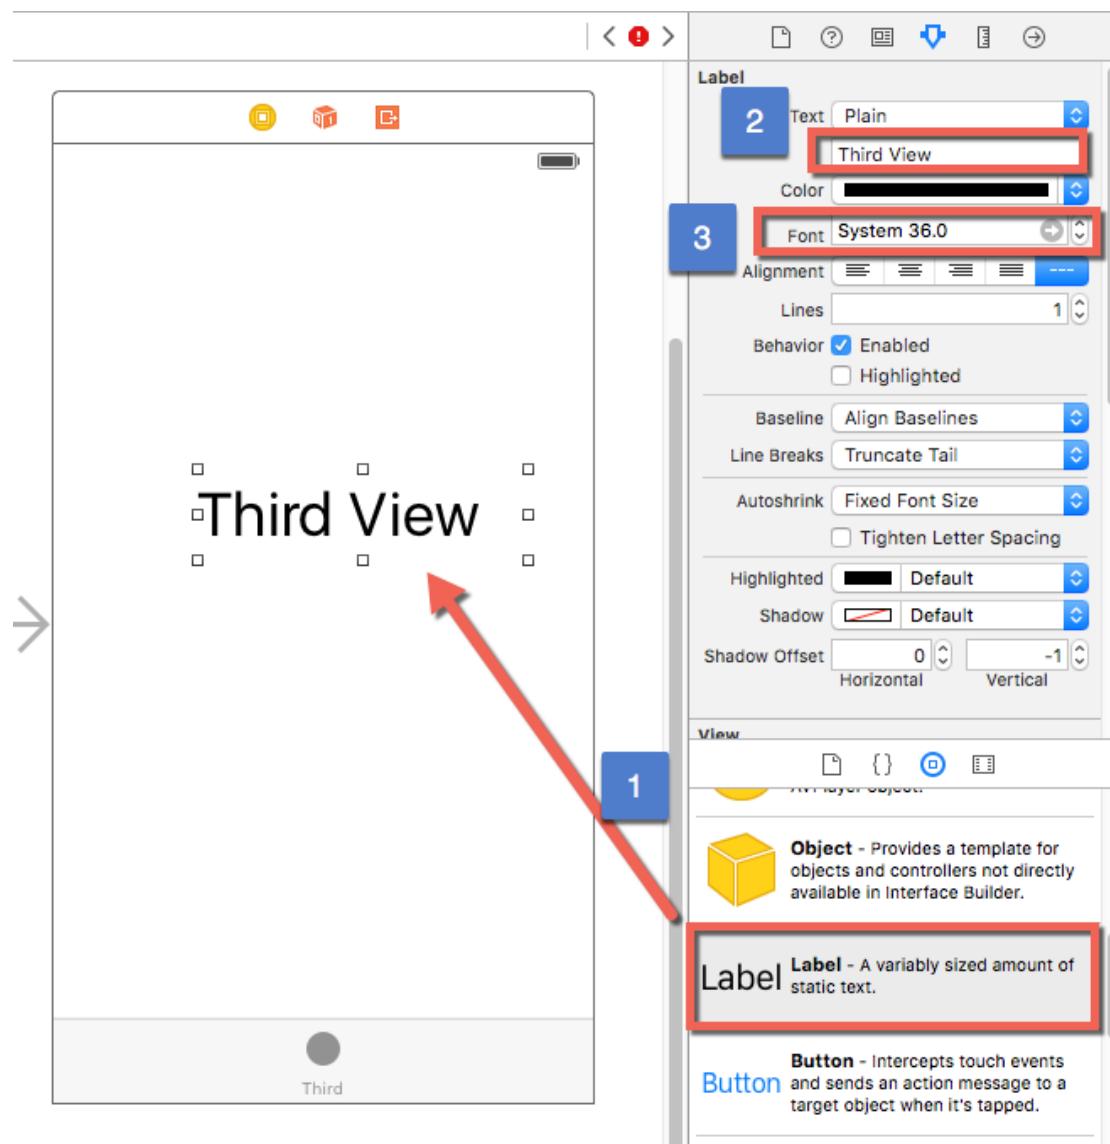 Label
2
Text Plain
Third View
Color
3
Font System 36.0
Alignment
Lines 1
Behavior Enabled
Highlighted
Baseline Align Baselines
Line Breaks Truncate Tail
Autoshrink Fixed Font Size
Tighten Letter Spacing
Highlighted Default
Shadow Default
Shadow Offset 0 -1
Horizontal Vertical
View
Third View
1
AVPlayer object.
Object - Provides a template for
objects and controllers not directly
available in Interface Builder.
Label
Label - A variably sized amount of
static text.
Button
Button - Intercepts touch events
and sends an action message to a
target object when it's tapped.
Third